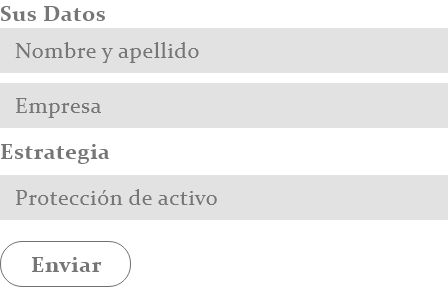 Sus Datos
Nombre y apellido
Empresa
Estrategia
Protección de activo
Enviar